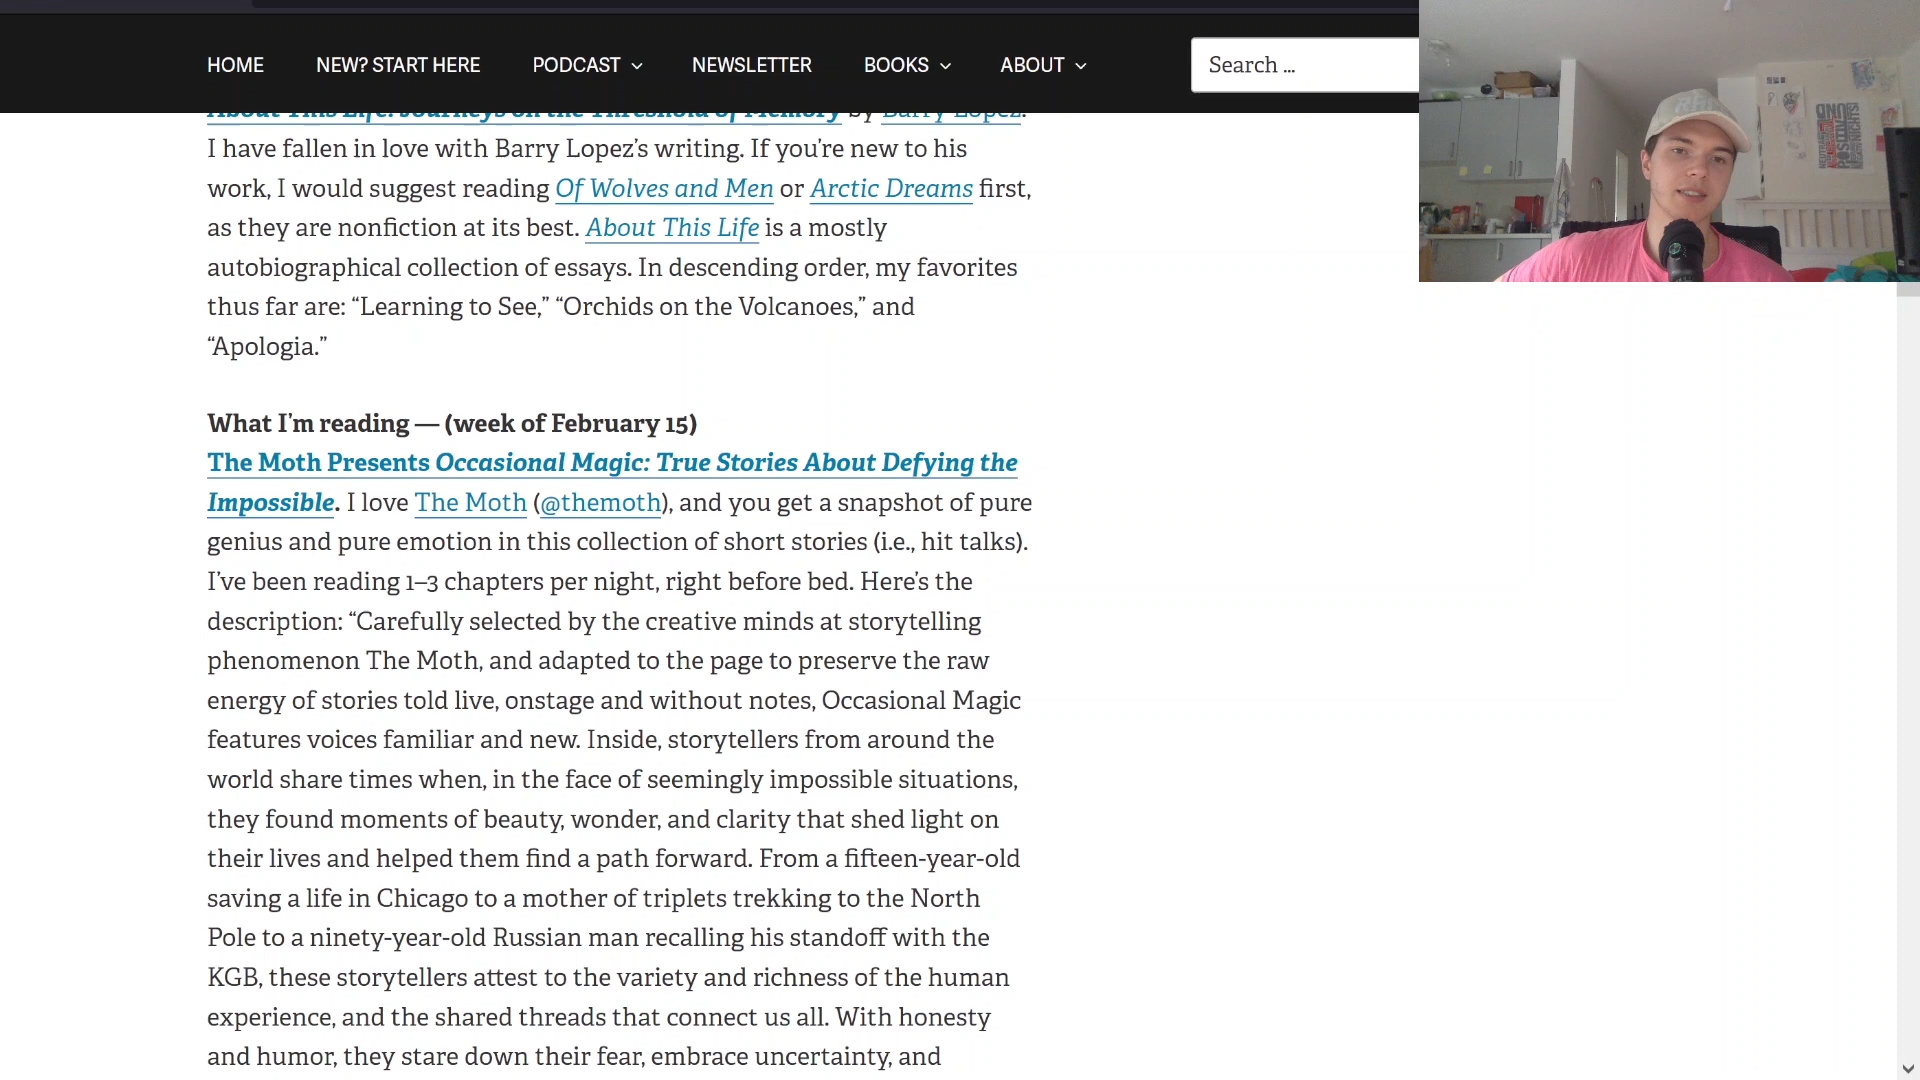 HOME NEW? START HERE PODCAST NEWSLETTER BOOKS ABOUT Search ...
About This Life: Journeys on the Threshold of Memory by Barry Lopez.
I have fallen in love with Barry Lopez’s writing. If you’re new to his
work, I would suggest reading Of Wolves and Men or Arctic Dreams first,
as they are nonfiction at its best. About This Life is a mostly
autobiographical collection of essays. In descending order, my favorites
thus far are: “Learning to See,” “Orchids on the Volcanoes,” and
“Apologia.”
What I’m reading — (week of February 15)
The Moth Presents Occasional Magic: True Stories About Defying the
Impossible. I love The Moth (@themoth), and you get a snapshot of pure
genius and pure emotion in this collection of short stories (i.e., hit talks).
I’ve been reading 1–3 chapters per night, right before bed. Here’s the
description: “Carefully selected by the creative minds at storytelling
phenomenon The Moth, and adapted to the page to preserve the raw
energy of stories told live, onstage and without notes, Occasional Magic
features voices familiar and new. Inside, storytellers from around the
world share times when, in the face of seemingly impossible situations,
they found moments of beauty, wonder, and clarity that shed light on
their lives and helped them find a path forward. From a fifteen-year-old
saving a life in Chicago to a mother of triplets trekking to the North
Pole to a ninety-year-old Russian man recalling his standoff with the
KGB, these storytellers attest to the variety and richness of the human
experience, and the shared threads that connect us all. With honesty
and humor, they stare down their fear, embrace uncertainty, and